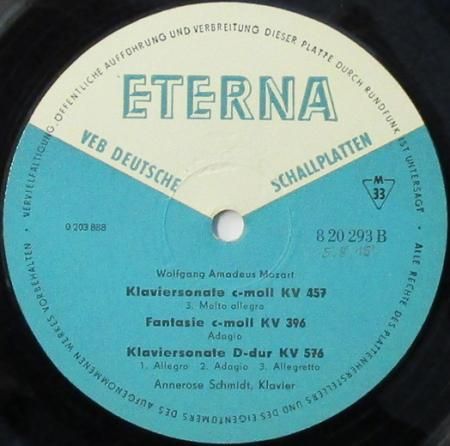 VERVIELFÄLTIGUNG, ÖFFENTLICHE AUFFÜHRUNG UND VERBREITUNG DIESER PLATTE DURCH RUNDFUNK IST UNTERSAGT · ALLE RECHTE DES PLATTENHERSTELLERS UND DES EIGENTÜMERS DES AUFGENOMMENEN WERKES VORBEHALTEN ·
ETERNA
VEB DEUTSCHE SCHALLPLATTEN
M
33
0 203 888
8 20 293 B
Wolfgang Amadeus Mozart
Klaviersonate c-moll KV 457
3. Molto allegro
Fantasie c-moll KV 396
Adagio
Klaviersonate D-dur KV 576
1. Allegro 2. Adagio 3. Allegretto
Annerose Schmidt, Klavier